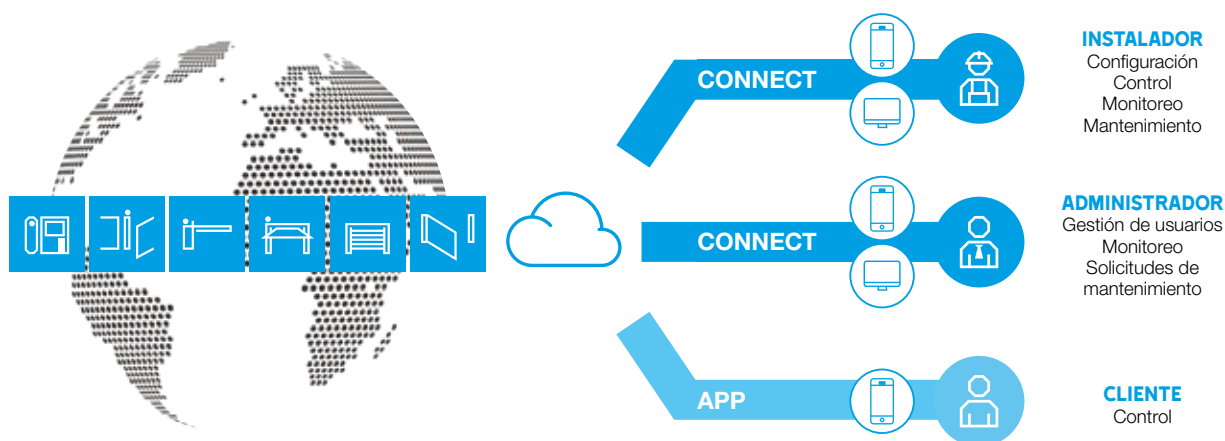 CONNECT
INSTALADOR
Configuración
Control
Monitoreo
Mantenimiento
CONNECT
ADMINISTRADOR
Gestión de usuarios
Monitoreo
Solicitudes de
mantenimiento
APP
CLIENTE
Control